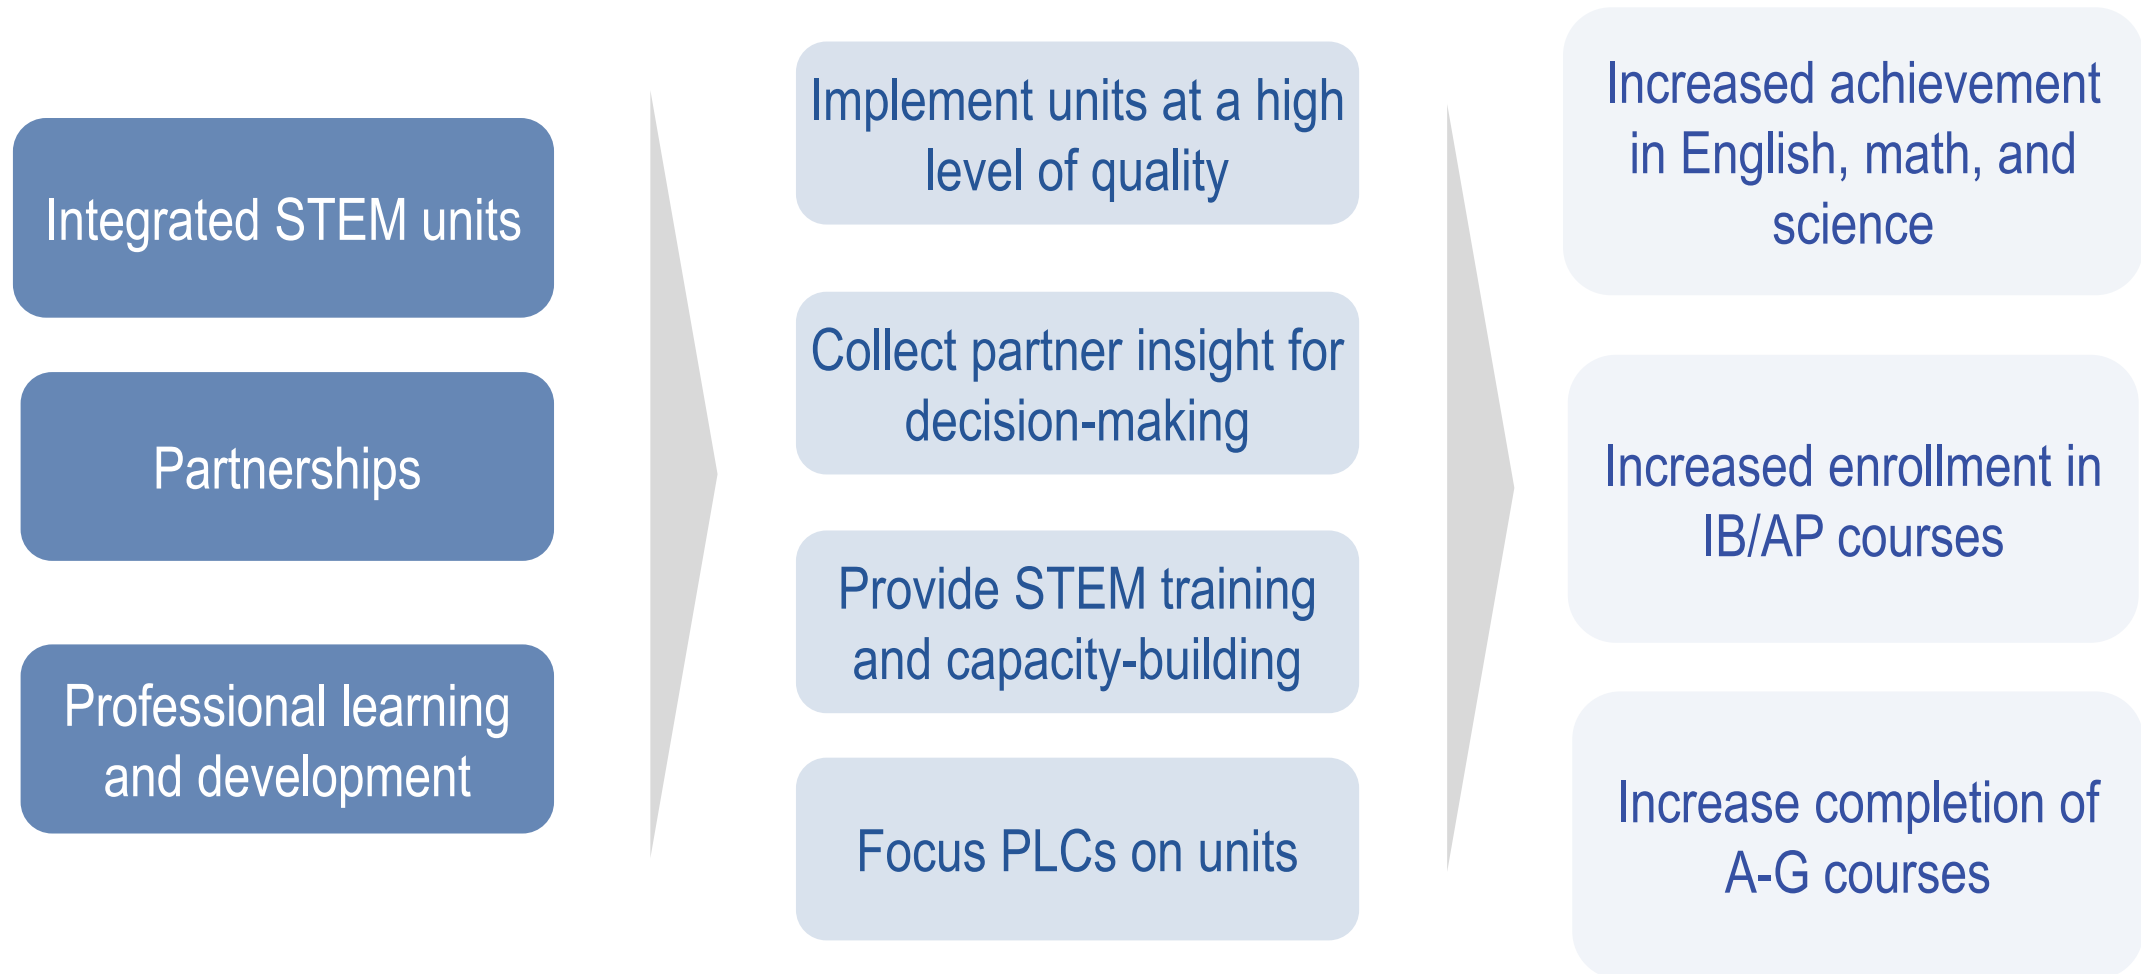 Integrated STEM units
Partnerships
Professional learning
and development
Implement units at a high
level of quality
Collect partner insight for
decision-making
Provide STEM training
and capacity-building
Focus PLCs on units
Increased achievement
in English, math, and
science
Increased enrollment in
IB/AP courses
Increase completion of
A-G courses